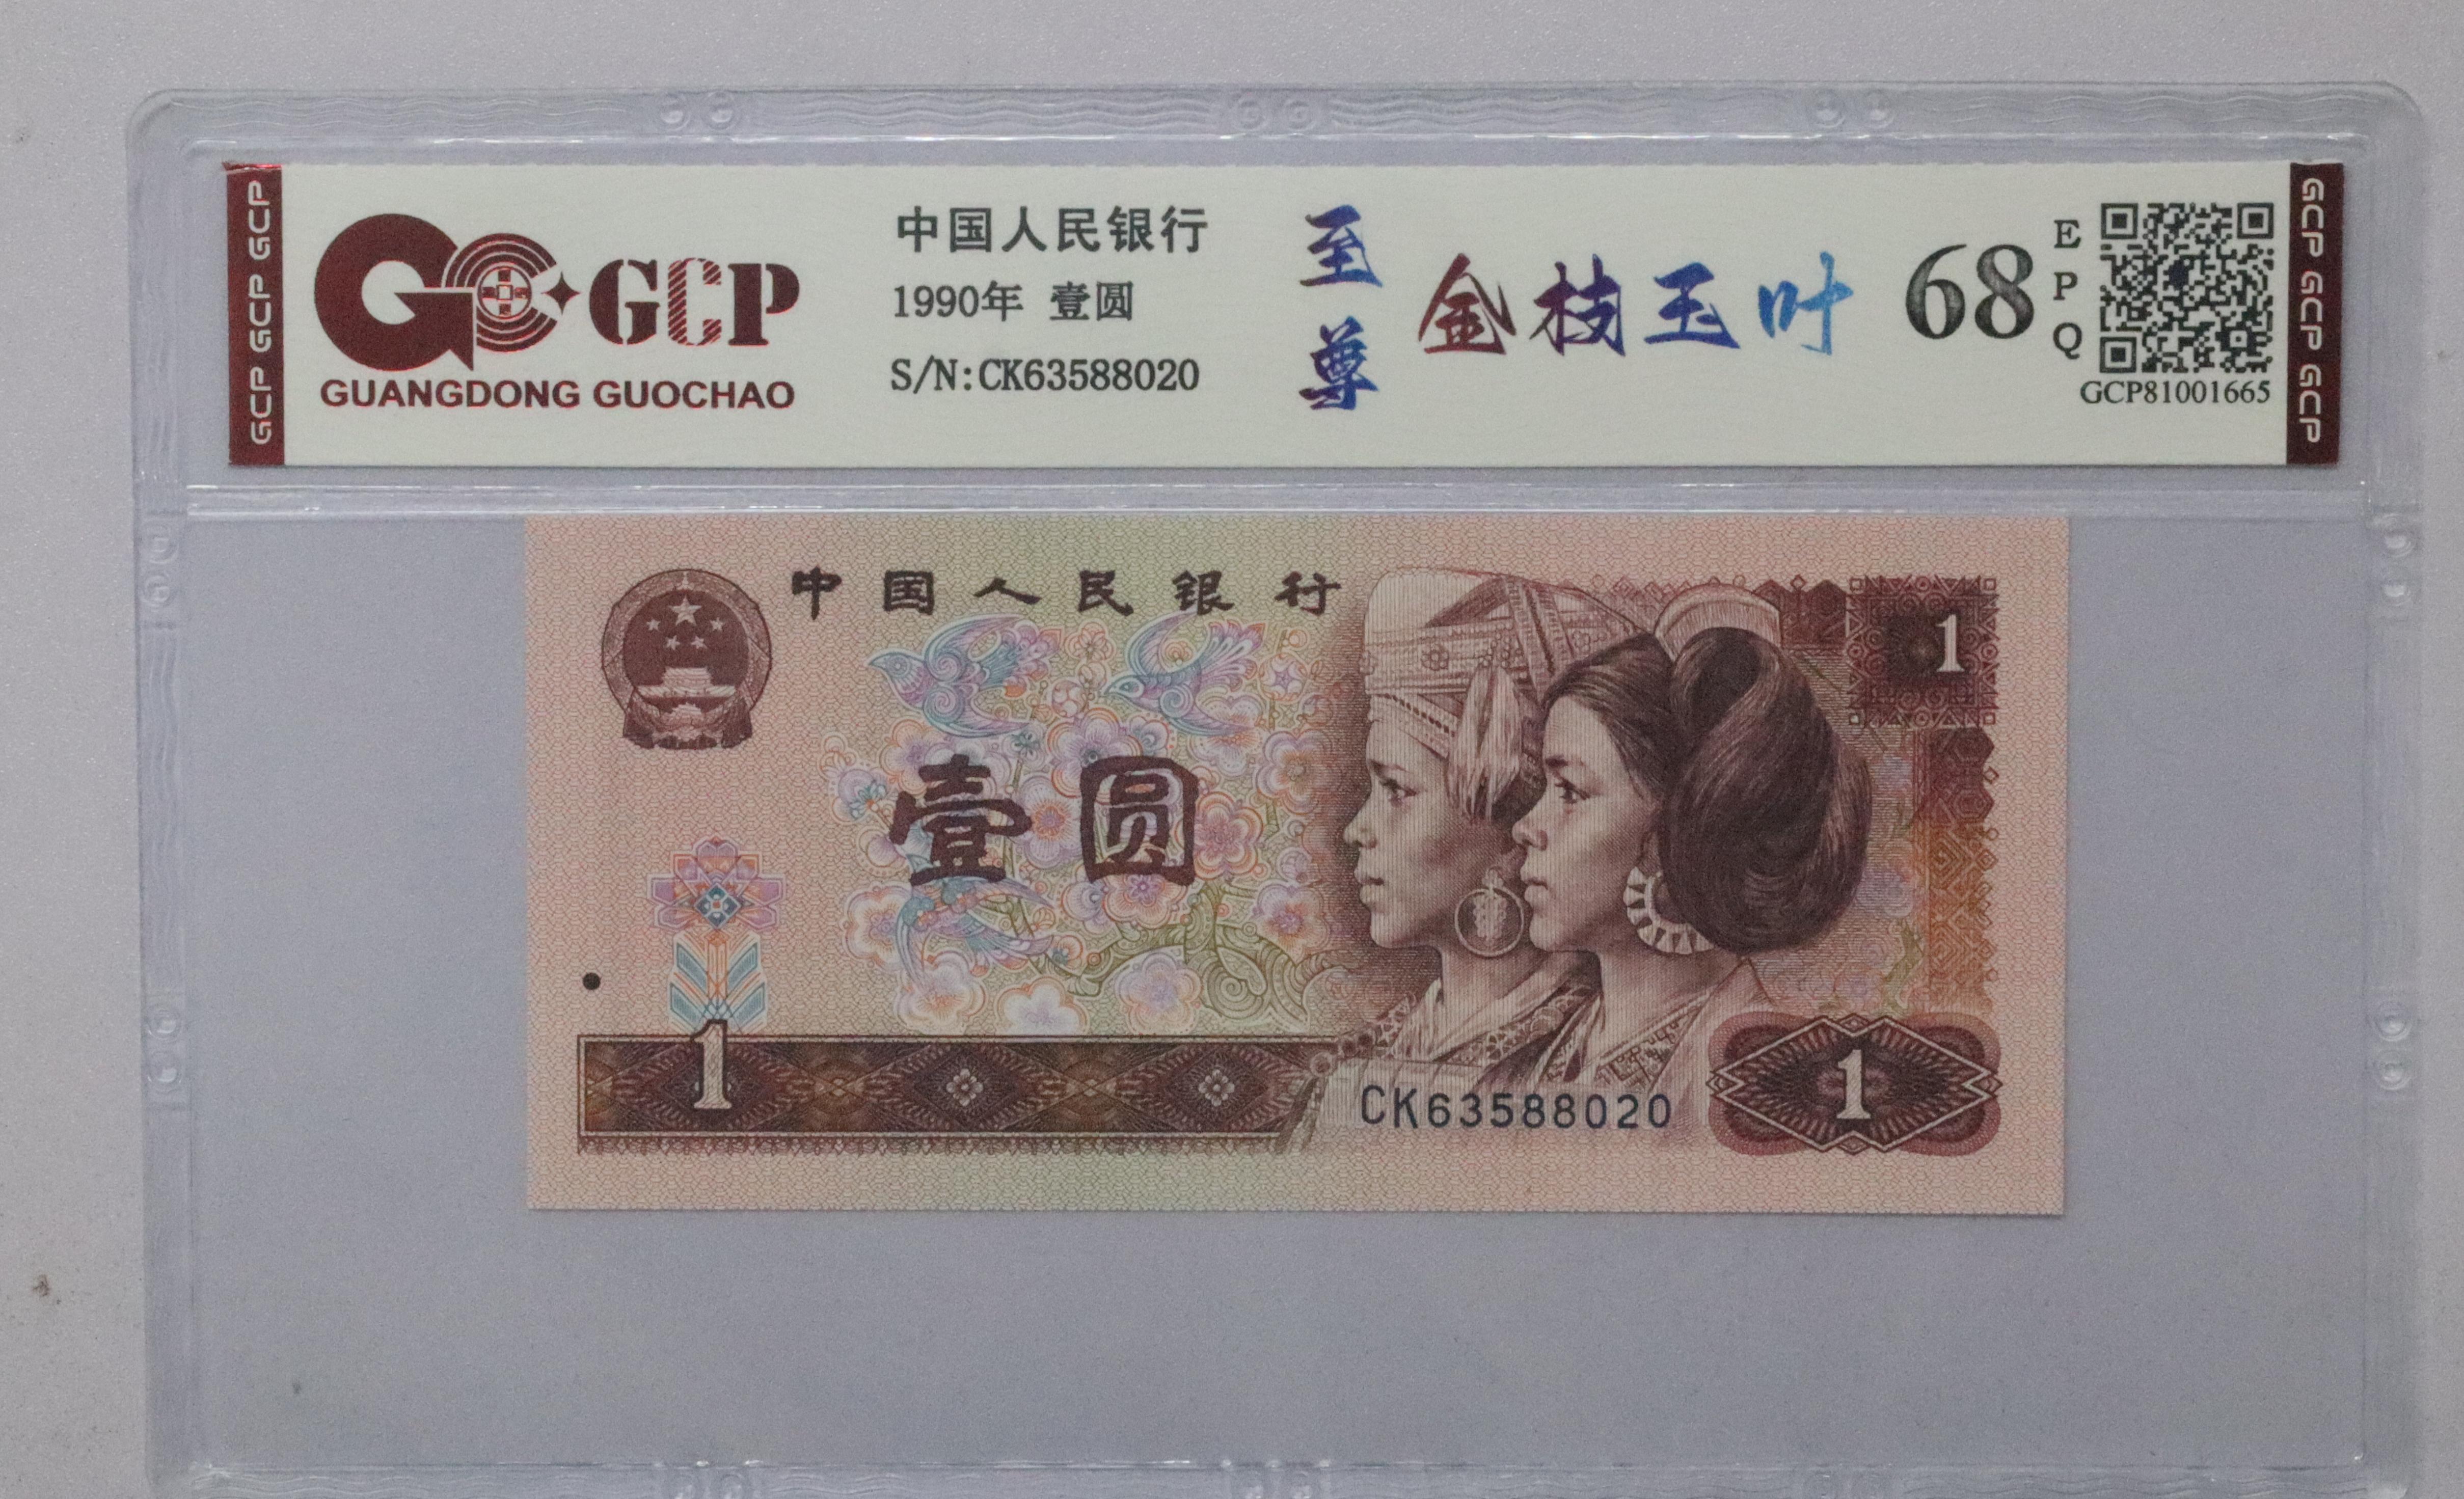 GCP GCP GCP
GCP
GUANGDONG GUOCHAO
中国人民银行
1990年 壹圆
S/N:CK63588020
至尊
金枝玉叶
68
EPQ
GCP81001665
GCP GCP GCP
中国人民银行
1
壹圆
1
CK63588020
1